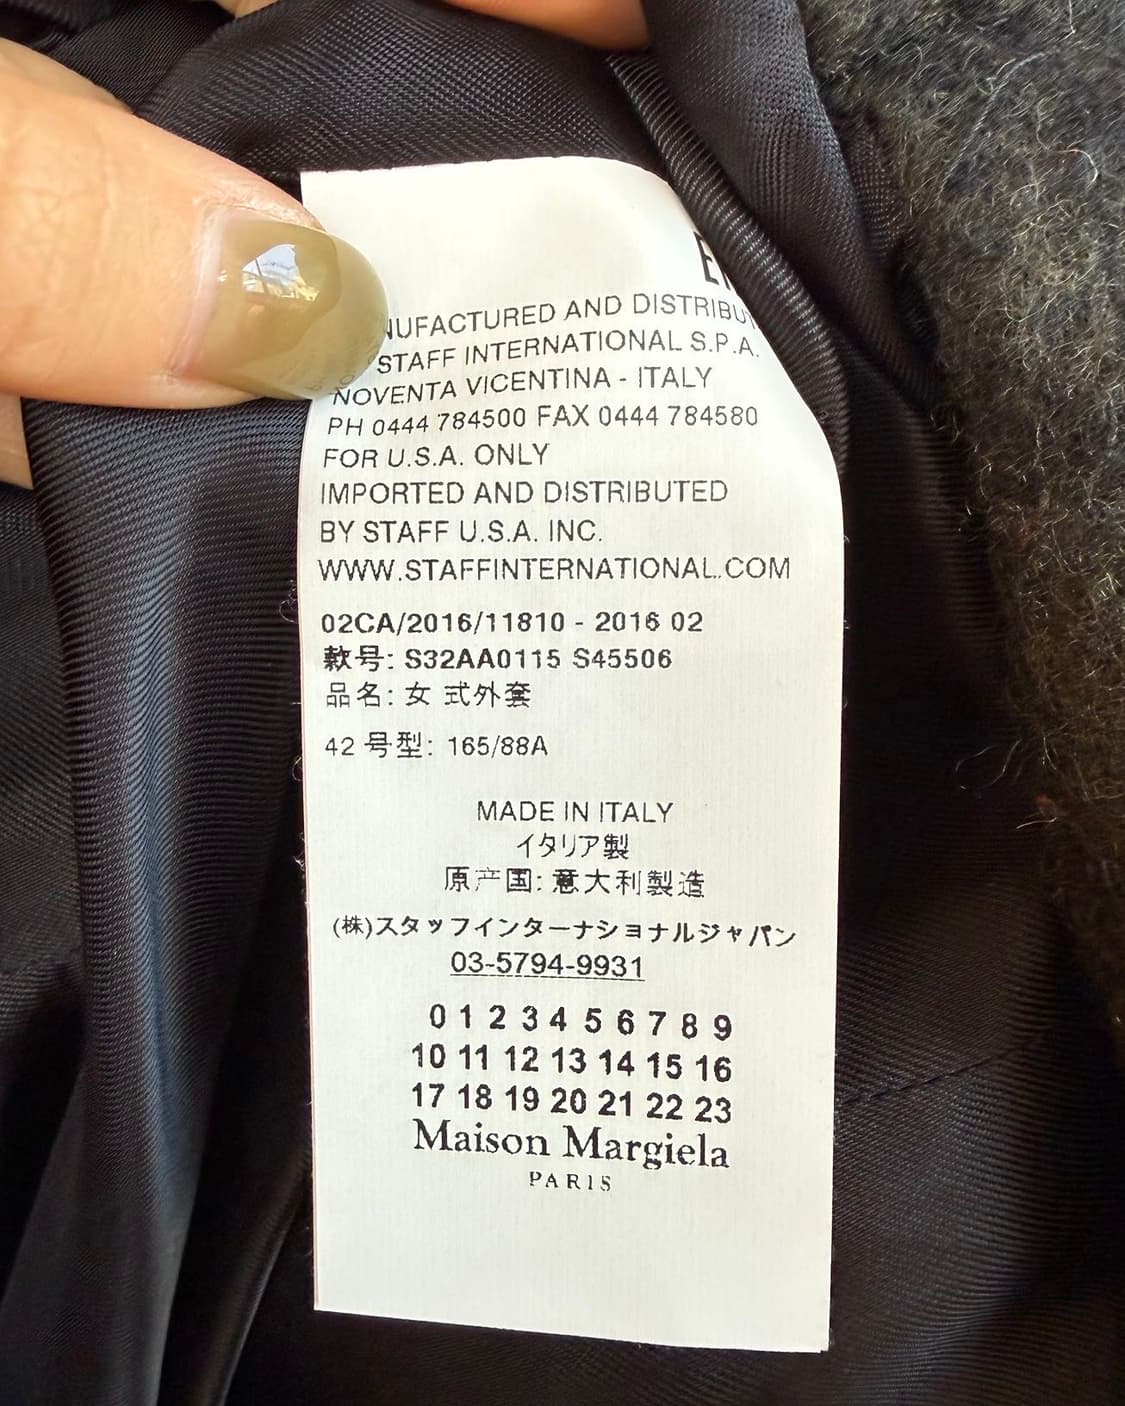 DISTRIBU
STAFF INTERNATIONAL S.P.A.
NOVENTA VICENTINA - ITALY
PH 0444 784500 FAX 0444 784580
FOR U.S.A. ONLY
IMPORTED AND DISTRIBUTED
BY STAFF U.S.A. INC.
WWW.STAFFINTERNATIONAL.COM
02CA/2016/11810 - 2016 02
款号: S32AA0115 S45506
品名: 女 式外套
42 号型: 165/88A
MADE IN ITALY
イタリア製
原产国: 意大利製造
(株)スタッフインターナショナルジャパン
03-5794-9931
0 1 2 3 4 5 6 7 8 9
10 11 12 13 14 15 16
17 18 19 20 21 22 23
Maison Margiela
PARIS